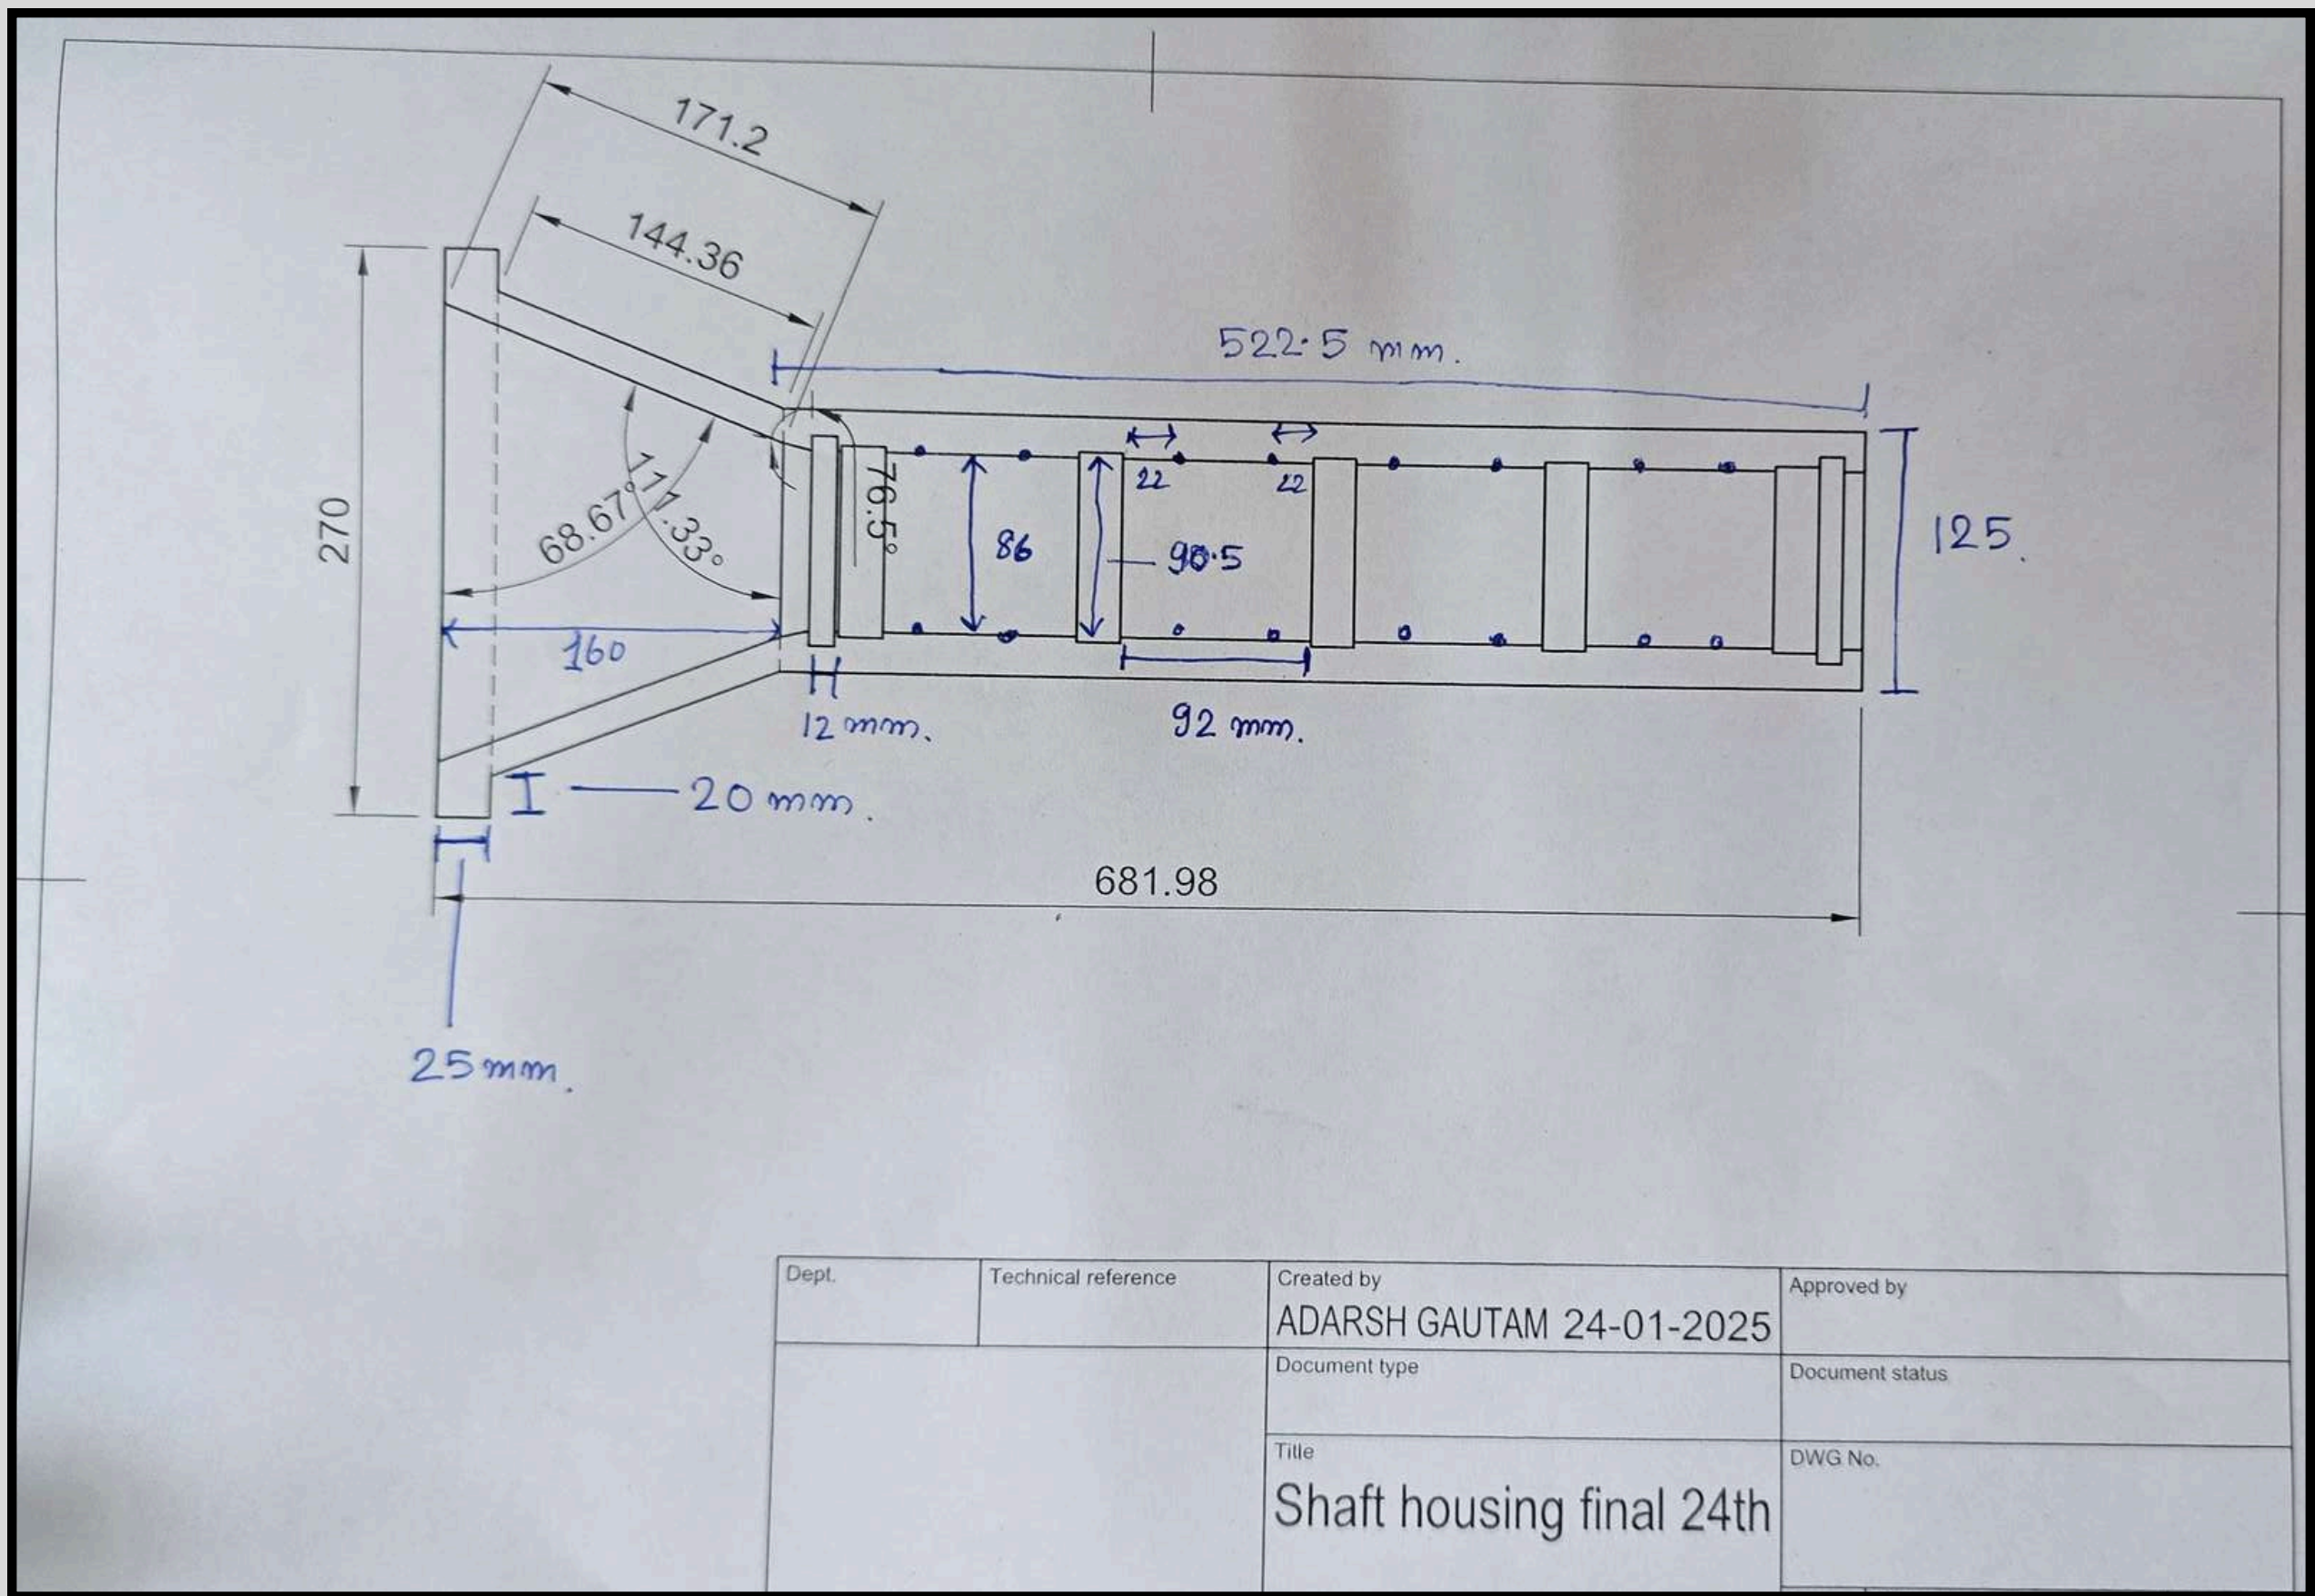 171.2
144.36
522.5 mm.
76.5°
22
22
270
68.67°
111.33°
86
90.5
125.
160
12 mm.
92 mm.
20 mm.
681.98
25 mm.
Dept.
Technical reference
Created by
Approved by
ADARSH GAUTAM 24-01-2025
Document type
Document status
Title
DWG No.
Shaft housing final 24th